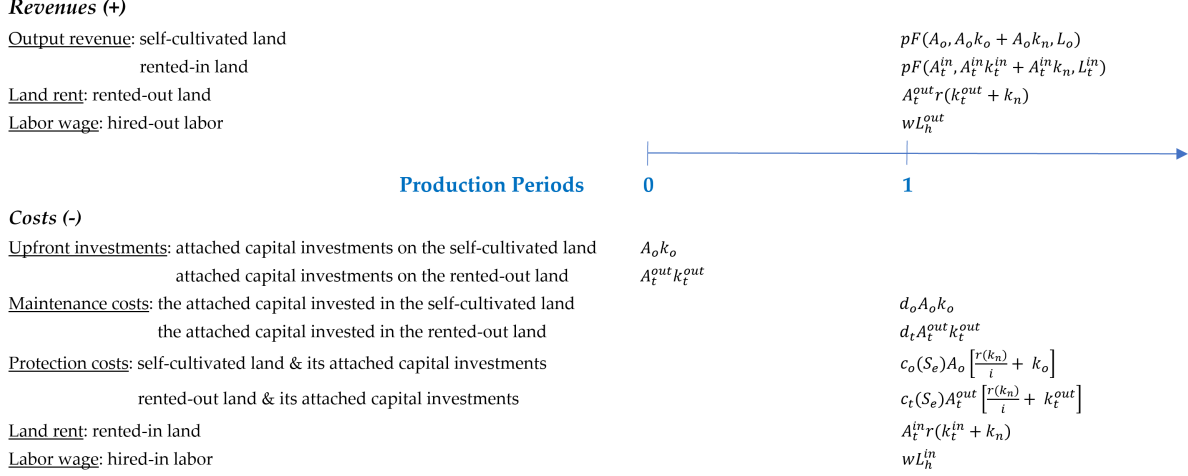 Revenues (+)
Output revenue: self-cultivated land pF(A_o, A_o k_o + A_o k_n, L_o)
rented-in land pF(A_t^{in}, A_t^{in} k_t^{in} + A_t^{in} k_n, L_t^{in})
Land rent: rented-out land A_t^{out} r(k_t^{out} + k_n)
Labor wage: hired-out labor wL_h^{out}
Production Periods 0 1
Costs (-)
Upfront investments: attached capital investments on the self-cultivated land A_o k_o
attached capital investments on the rented-out land A_t^{out} k_t^{out}
Maintenance costs: the attached capital invested in the self-cultivated land d_o A_o k_o
the attached capital invested in the rented-out land d_t A_t^{out} k_t^{out}
Protection costs: self-cultivated land & its attached capital investments c_o(S_e)A_o [r(k_n)/i + k_o]
rented-out land & its attached capital investments c_t(S_e)A_t^{out} [r(k_n)/i + k_t^{out}]
Land rent: rented-in land A_t^{in} r(k_t^{in} + k_n)
Labor wage: hired-in labor wL_h^{in}